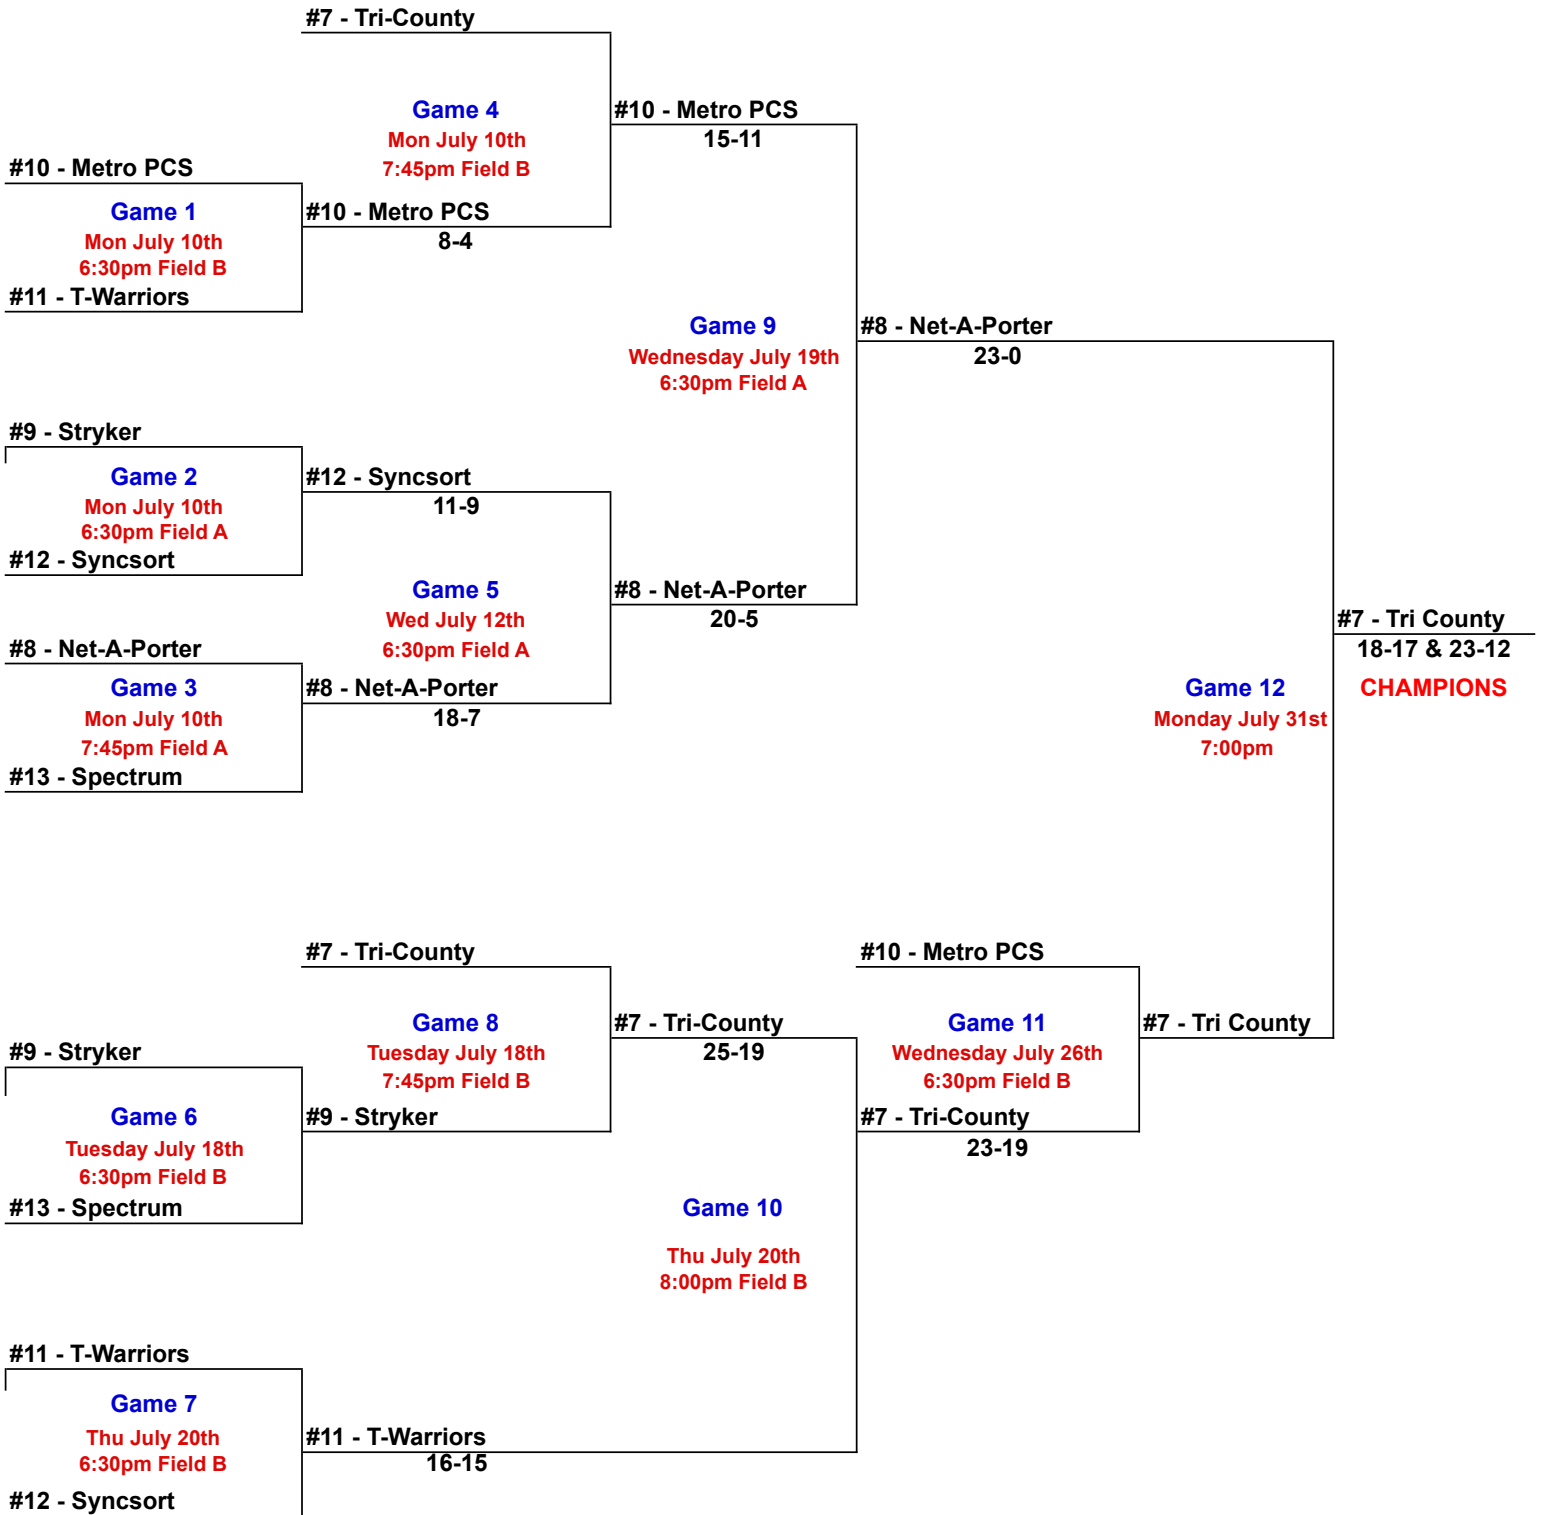 #7 - Tri-County
Game 4
Mon July 10th
7:45pm Field B
#10 - Metro PCS
15-11
#10 - Metro PCS
Game 1
Mon July 10th
6:30pm Field B
#11 - T-Warriors
#10 - Metro PCS
8-4
Game 9
Wednesday July 19th
6:30pm Field A
#8 - Net-A-Porter
23-0
#9 - Stryker
Game 2
Mon July 10th
6:30pm Field A
#12 - Syncsort
#12 - Syncsort
11-9
Game 5
Wed July 12th
6:30pm Field A
#8 - Net-A-Porter
20-5
#8 - Net-A-Porter
Game 3
Mon July 10th
7:45pm Field A
#13 - Spectrum
#8 - Net-A-Porter
18-7
Game 12
Monday July 31st
7:00pm
#7 - Tri County
18-17 & 23-12
CHAMPIONS
#7 - Tri-County
Game 8
Tuesday July 18th
7:45pm Field B
#7 - Tri-County
25-19
#10 - Metro PCS
Game 11
Wednesday July 26th
6:30pm Field B
#7 - Tri County
#9 - Stryker
Game 6
Tuesday July 18th
6:30pm Field B
#13 - Spectrum
#9 - Stryker
#7 - Tri-County
23-19
Game 10
Thu July 20th
8:00pm Field B
#11 - T-Warriors
Game 7
Thu July 20th
6:30pm Field B
#12 - Syncsort
#11 - T-Warriors
16-15